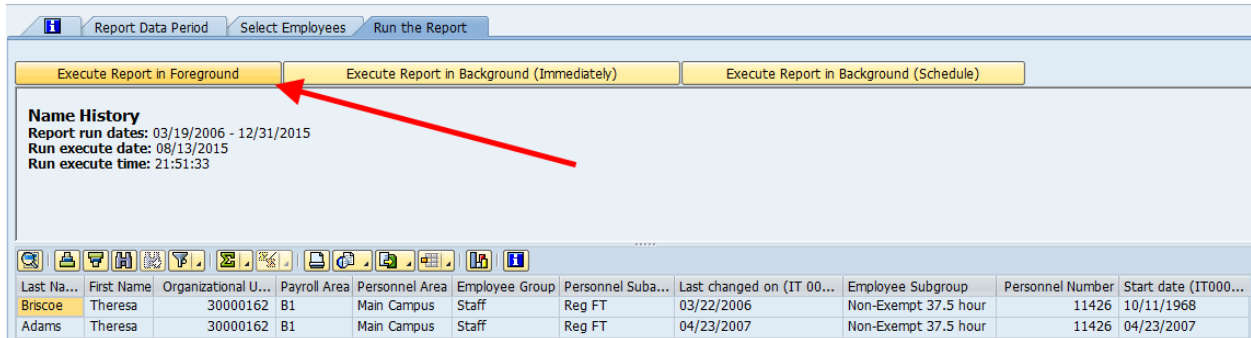 Report Data Period Select Employees Run the Report
Execute Report in Foreground Execute Report in Background (Immediately) Execute Report in Background (Schedule)
Name History
Report run dates: 03/19/2006 - 12/31/2015
Run execute date: 08/13/2015
Run execute time: 21:51:33
Last Na... First Name Organizational U... Payroll Area Personnel Area Employee Group Personnel Suba... Last changed on (IT 00... Employee Subgroup Personnel Number Start date (IT000...
Briscoe Theresa 30000162 B1 Main Campus Staff Reg FT 03/22/2006 Non-Exempt 37.5 hour 11426 10/11/1968
Adams Theresa 30000162 B1 Main Campus Staff Reg FT 04/23/2007 Non-Exempt 37.5 hour 11426 04/23/2007